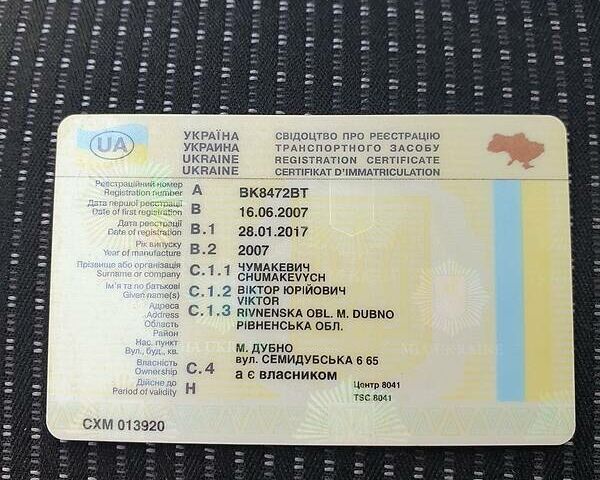 UA
УКРАЇНА
УКРАИНА
UKRAINE
UKRAINE
СВІДОЦТВО ПРО РЕЄСТРАЦІЮ
ТРАНСПОРТНОГО ЗАСОБУ
REGISTRATION CERTIFICATE
CERTIFIKAT D'IMMATRICULATION
Реєстраційний номер
Registration number A BK8472BT
Дата першої реєстрації
Date of first registration B 16.06.2007
Дата реєстрації
Date of registration B.1 28.01.2017
Рік випуску
Year of manufacture B.2 2007
Прізвище або організація C.1.1 ЧУМАКЕВИЧ
Surname or company CHUMAKEVYCH
Ім'я та по батькові C.1.2 ВІКТОР ЮРІЙОВИЧ
Given name(s) VIKTOR
Адреса C.1.3 RIVNENSKA OBL. M. DUBNO
Address
Область РІВНЕНСЬКА ОБЛ.
Район
Нас. пункт М. ДУБНО
Вул., буд., кв. вул. СЕМИДУБСЬКА 6 65
Власність
Ownership C.4 а є власником
Дійсне до
Period of validity H
Центр 8041
TSC 8041
СХМ 013920